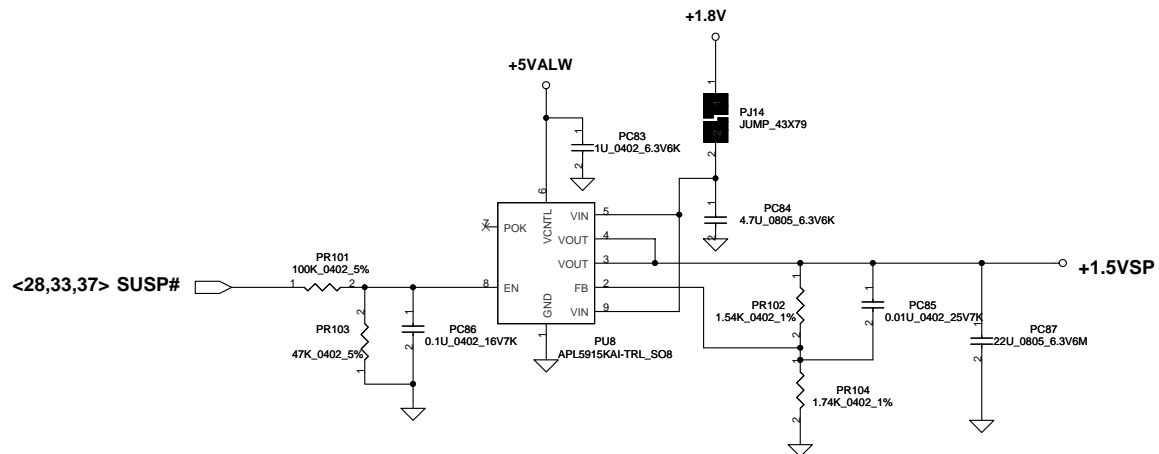 +1.8V
+5VALW
1
1
PJ14
JUMP_43X79
2
2
1
PC83
1U_0402_6.3V6K
2
6
1
PC84
4.7U_0805_6.3V6K
2
7
POK
VCNTL
VIN
5
VOUT
4
VOUT
3
FB
2
VIN
9
EN
8
GND
1
PU8
APL5915KAI-TRL_SO8
PR101
100K_0402_5%
<28,33,37> SUSP#
1
2
+1.5VSP
2
PR103
47K_0402_5%
1
1
PC86
0.1U_0402_16V7K
2
1
PR102
1.54K_0402_1%
2
1
PC85
0.01U_0402_25V7K
2
1
PC87
22U_0805_6.3V6M
2
1
PR104
1.74K_0402_1%
2